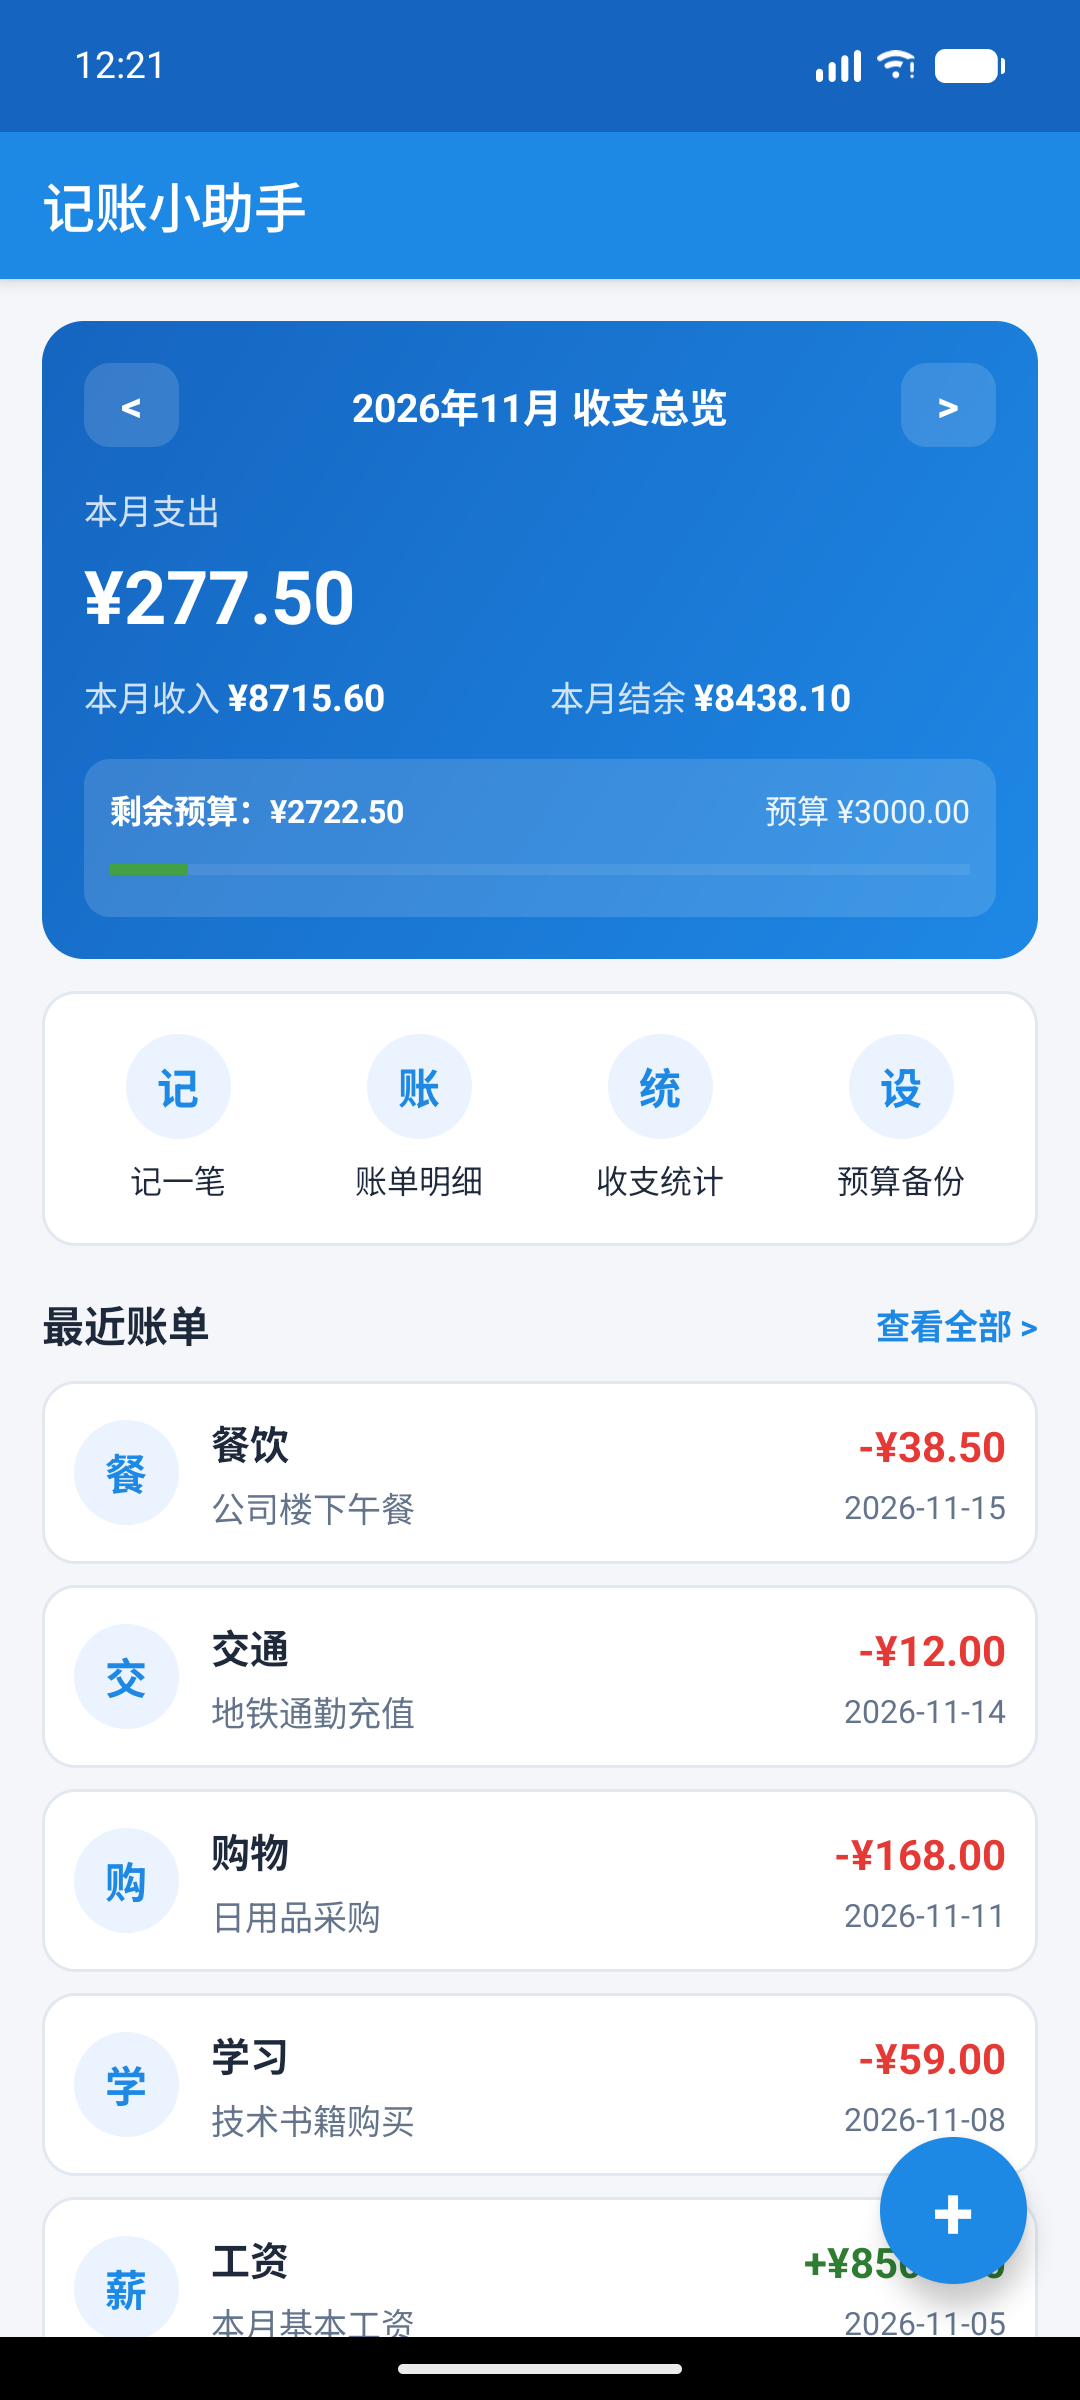 12:21
记账小助手
< 2026年11月 收支总览 >
本月支出
¥277.50
本月收入 ¥8715.60 本月结余 ¥8438.10
剩余预算：¥2722.50 预算 ¥3000.00
记 账 统 设
记一笔 账单明细 收支统计 预算备份
最近账单 查看全部 >
餐 餐饮 -¥38.50
公司楼下午餐 2026-11-15
交 交通 -¥12.00
地铁通勤充值 2026-11-14
购 购物 -¥168.00
日用品采购 2026-11-11
学 学习 -¥59.00
技术书籍购买 2026-11-08
+
薪 工资
本月基本工资 2026-11-05